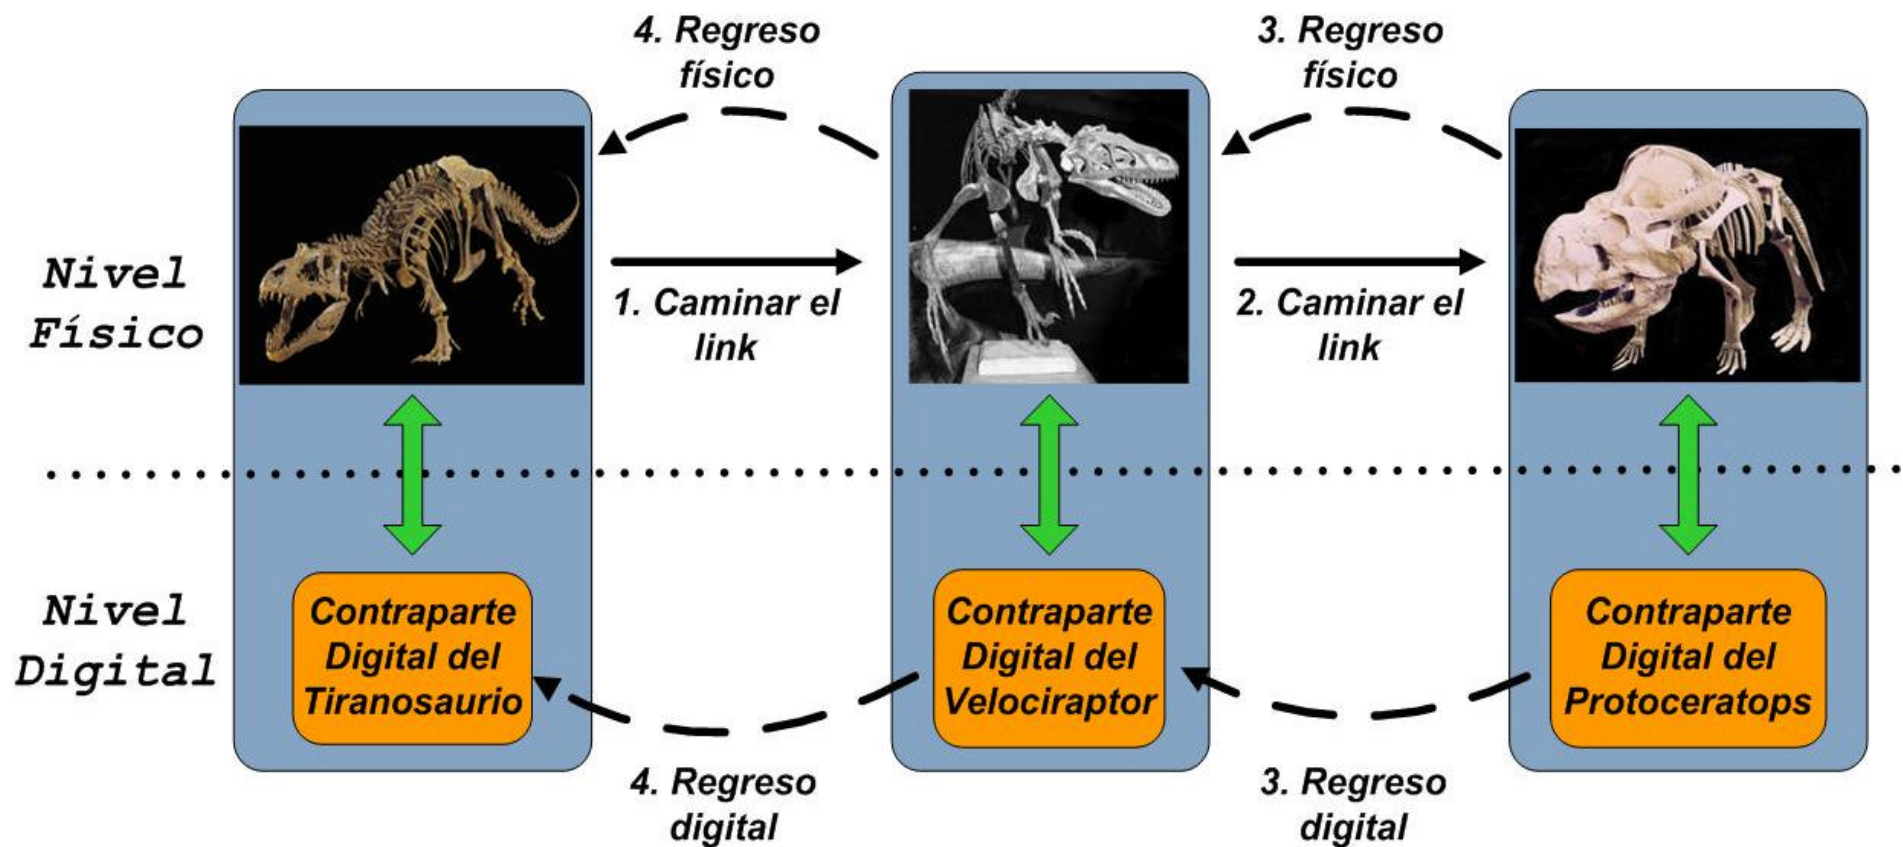 4. Regreso
físico
3. Regreso
físico
Nivel
Físico
1. Caminar el
link
2. Caminar el
link
Nivel
Digital
Contraparte
Digital del
Tiranosaurio
Contraparte
Digital del
Velociraptor
Contraparte
Digital del
Protoceratops
4. Regreso
digital
3. Regreso
digital